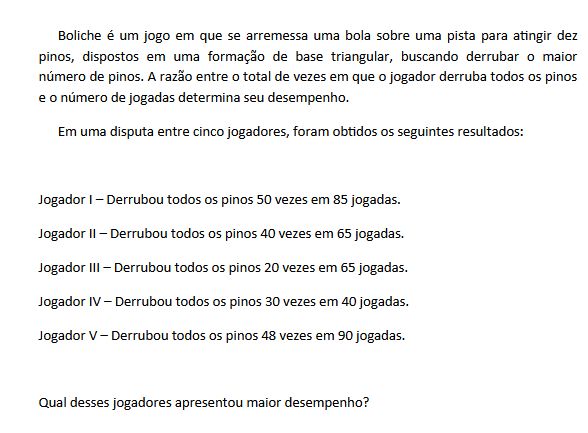 Boliche é um jogo em que se arremessa uma bola sobre uma pista para atingir dez
pinos, dispostos em uma formação de base triangular, buscando derrubar o maior
número de pinos. A razão entre o total de vezes em que o jogador derruba todos os pinos
e o número de jogadas determina seu desempenho.
Em uma disputa entre cinco jogadores, foram obtidos os seguintes resultados:
Jogador I – Derrubou todos os pinos 50 vezes em 85 jogadas.
Jogador II – Derrubou todos os pinos 40 vezes em 65 jogadas.
Jogador III – Derrubou todos os pinos 20 vezes em 65 jogadas.
Jogador IV – Derrubou todos os pinos 30 vezes em 40 jogadas.
Jogador V – Derrubou todos os pinos 48 vezes em 90 jogadas.
Qual desses jogadores apresentou maior desempenho?